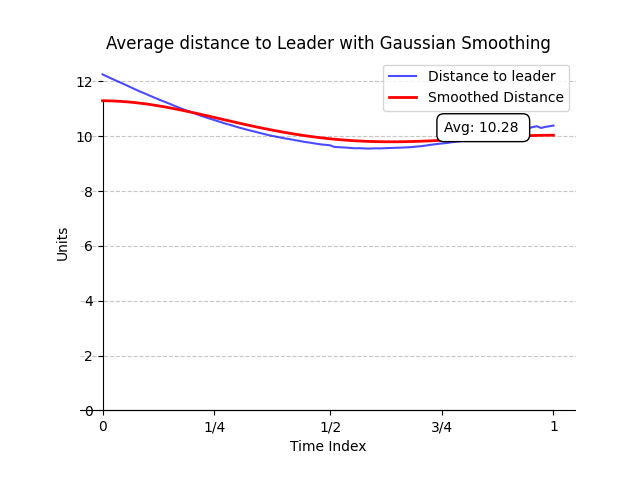 Average distance to Leader with Gaussian Smoothing
Distance to leader
Smoothed Distance
Avg: 10.28
12
10
8
6
4
2
0
Units
0 1/4 1/2 3/4 1
Time Index